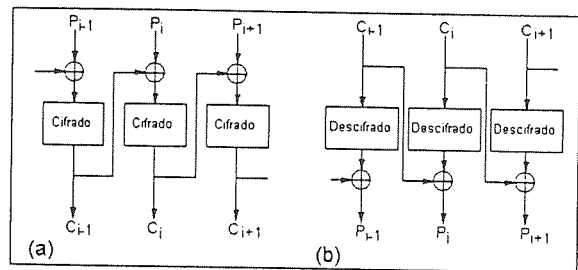 P i-1 P i P i+1
Cifrado Cifrado Cifrado
C i-1 C i C i+1
(a)
C i-1 C i C i+1
Descifrado Descifrado Descifrado
P i-1 P i P i+1
(b)